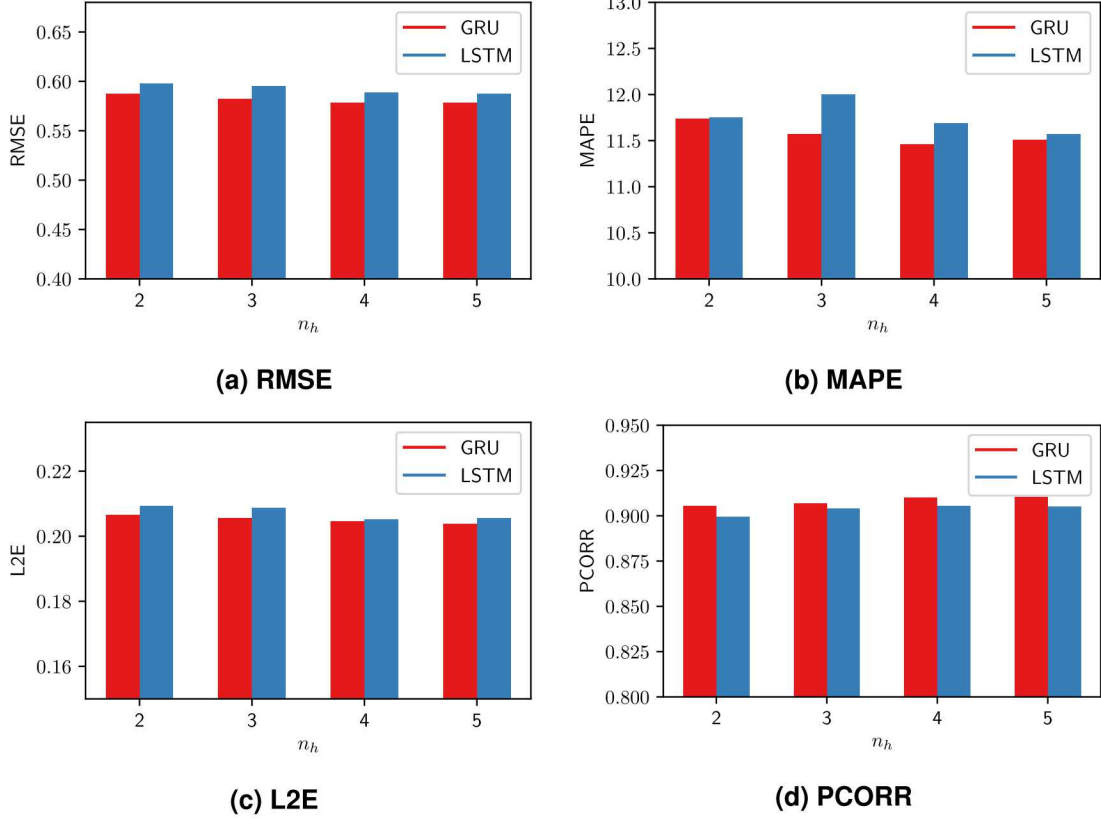 GRU
LSTM
RMSE
0.65
0.60
0.55
0.50
0.45
0.40
2 3 4 5
n_h
(a) RMSE
GRU
LSTM
MAPE
13.0
12.5
12.0
11.5
11.0
10.5
10.0
2 3 4 5
n_h
(b) MAPE
GRU
LSTM
L2E
0.22
0.20
0.18
0.16
2 3 4 5
n_h
(c) L2E
GRU
LSTM
PCORR
0.950
0.925
0.900
0.875
0.850
0.825
0.800
2 3 4 5
n_h
(d) PCORR